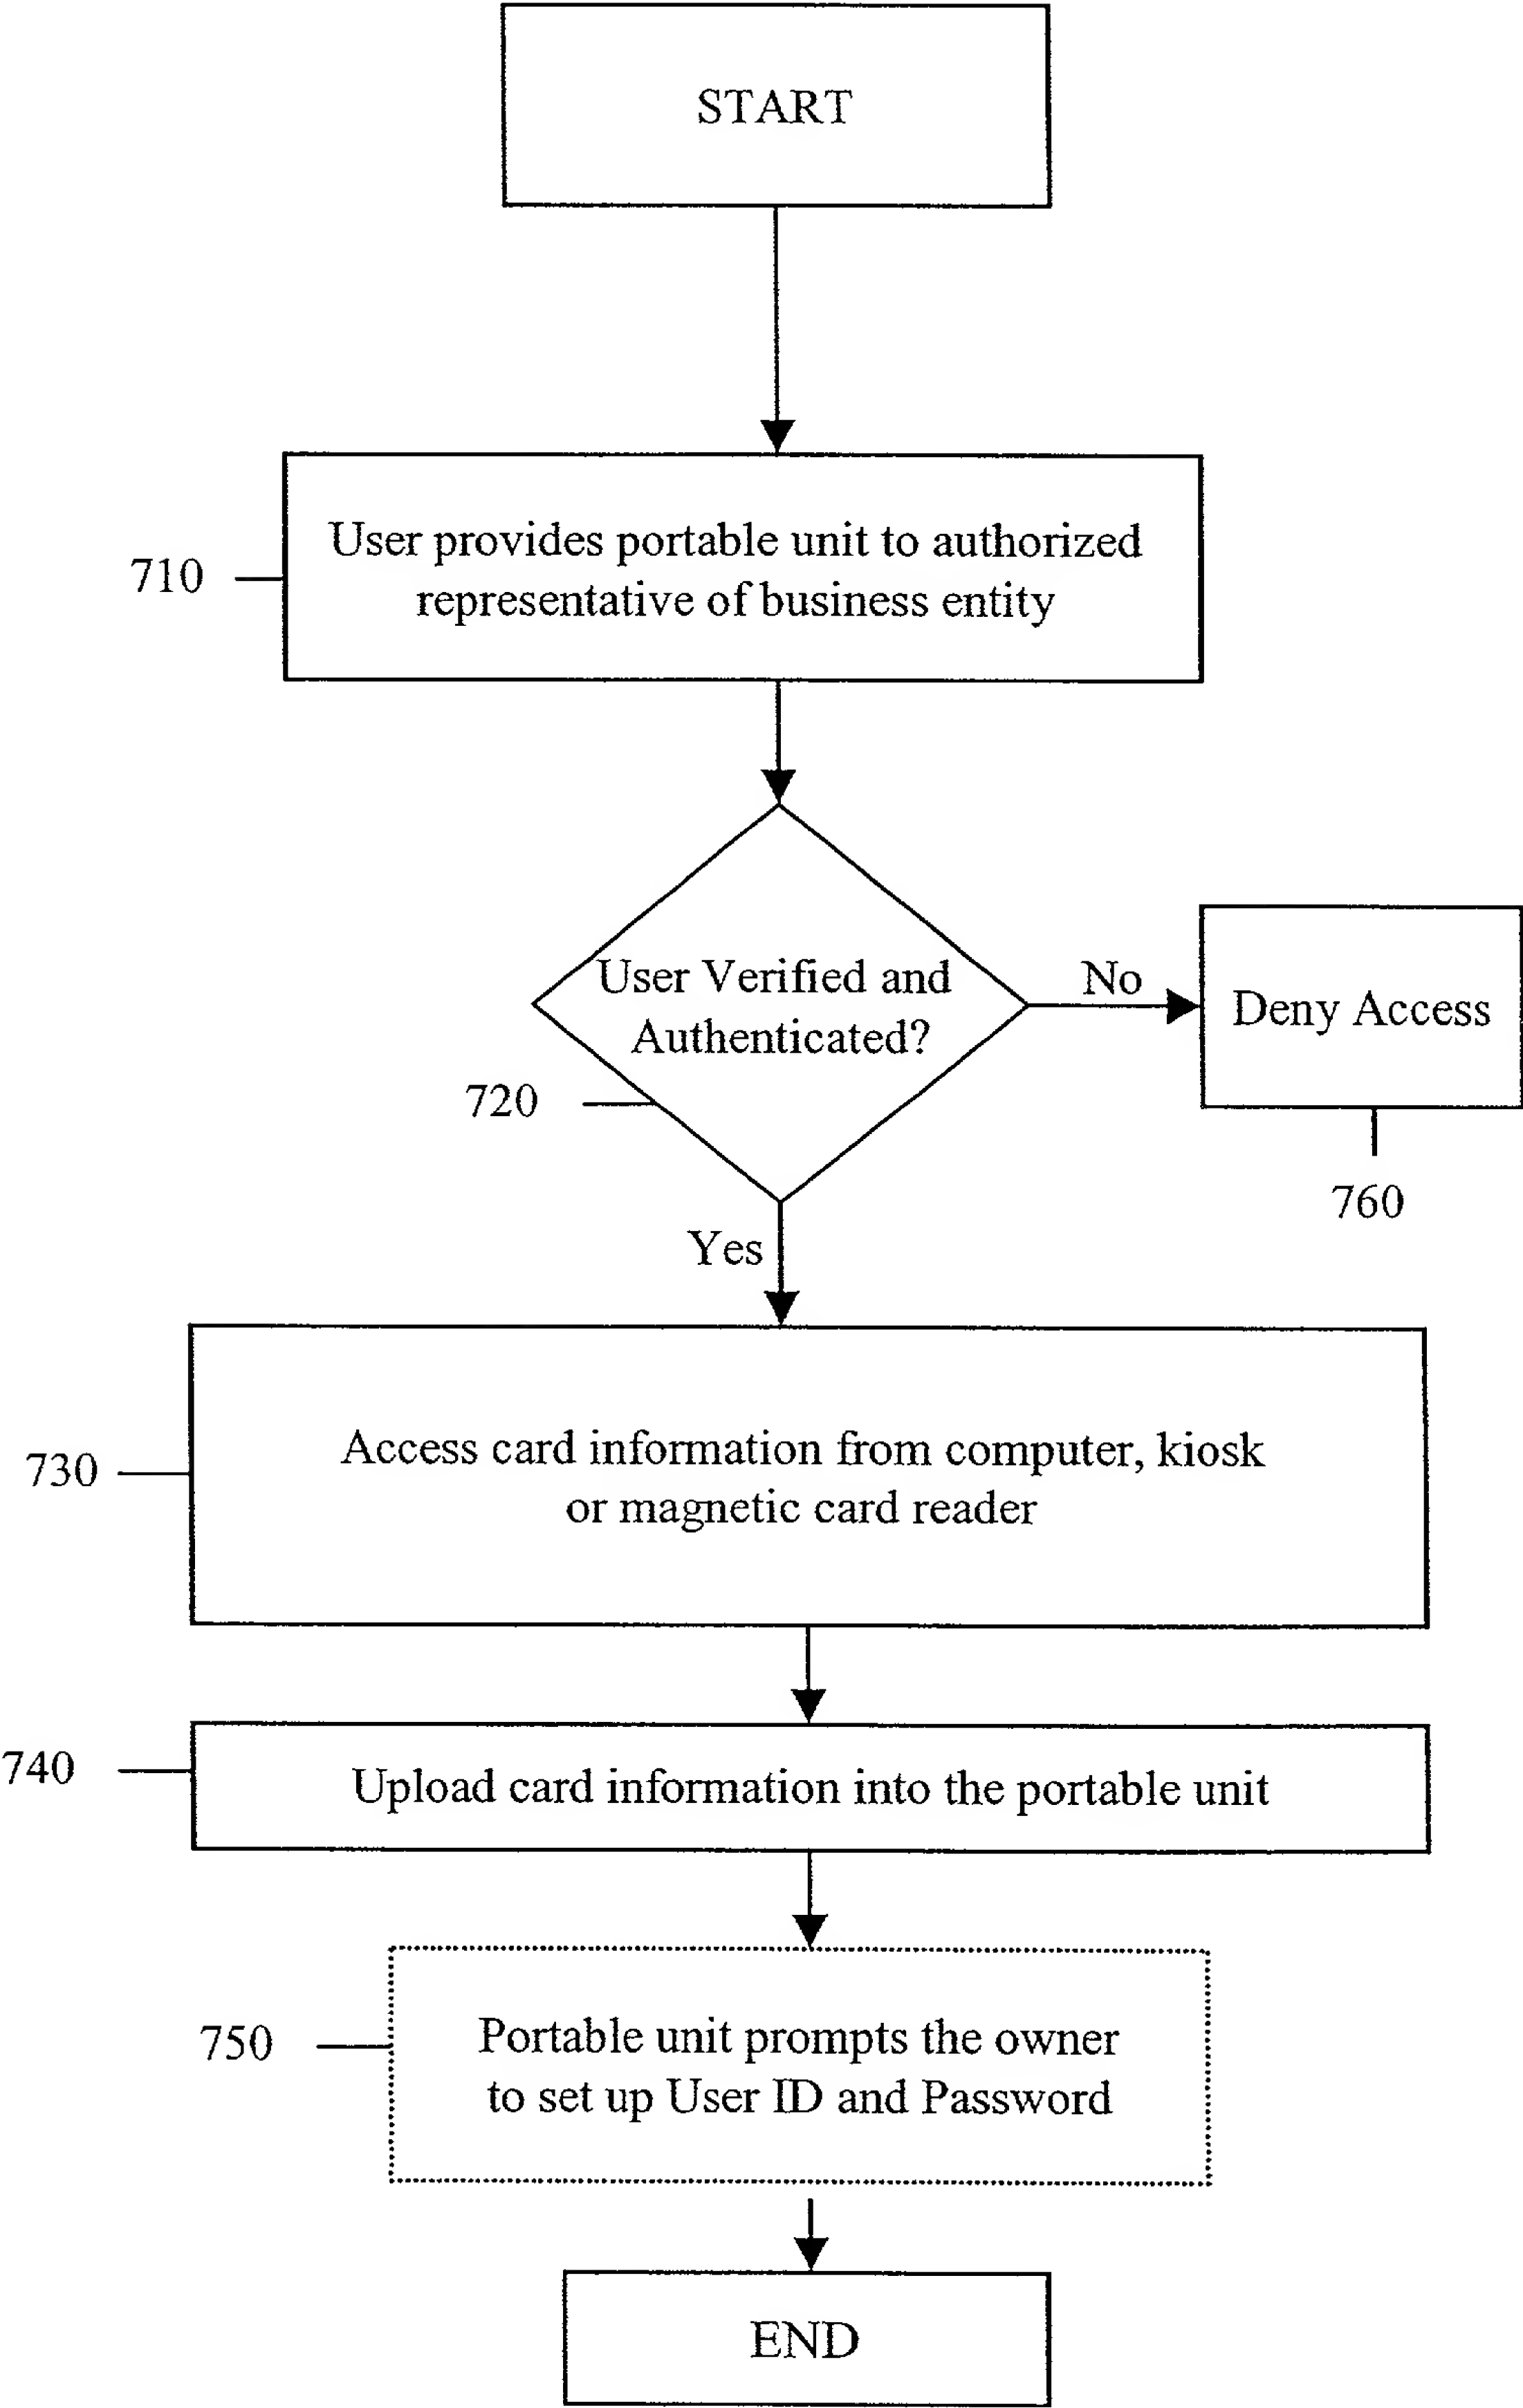 START
710
User provides portable unit to authorized
representative of business entity
User Verified and
Authenticated?
720
No
Deny Access
760
Yes
730
Access card information from computer, kiosk
or magnetic card reader
740
Upload card information into the portable unit
750
Portable unit prompts the owner
to set up User ID and Password
END